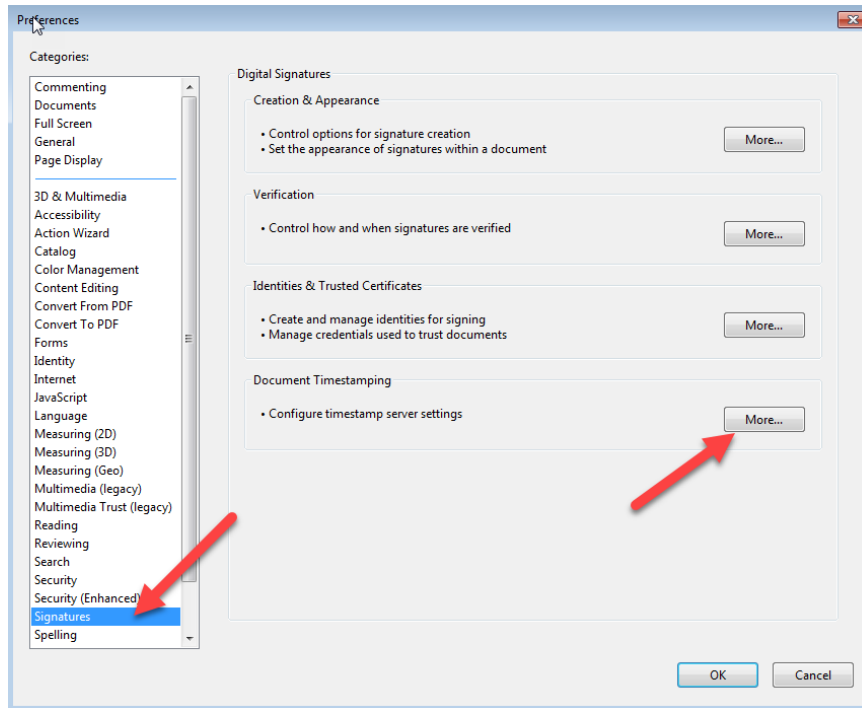 Preferences
Categories:
Commenting
Documents
Full Screen
General
Page Display
3D & Multimedia
Accessibility
Action Wizard
Catalog
Color Management
Content Editing
Convert From PDF
Convert To PDF
Forms
Identity
Internet
JavaScript
Language
Measuring (2D)
Measuring (3D)
Measuring (Geo)
Multimedia (legacy)
Multimedia Trust (legacy)
Reading
Reviewing
Search
Security
Security (Enhanced)
Signatures
Spelling
Digital Signatures
Creation & Appearance
• Control options for signature creation
• Set the appearance of signatures within a document
More...
Verification
• Control how and when signatures are verified
More...
Identities & Trusted Certificates
• Create and manage identities for signing
• Manage credentials used to trust documents
More...
Document Timestamping
• Configure timestamp server settings
More...
OK
Cancel